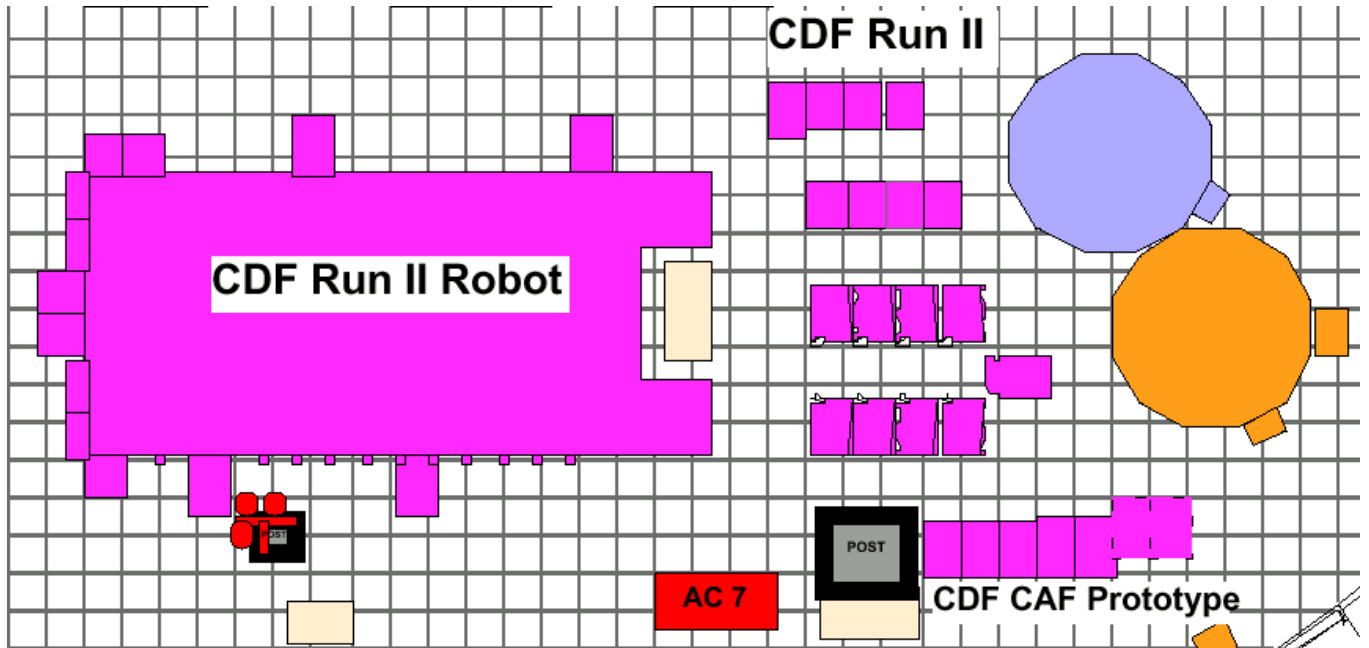 CDF Run II
CDF Run II Robot
POST
POST
AC 7
CDF CAF Prototype